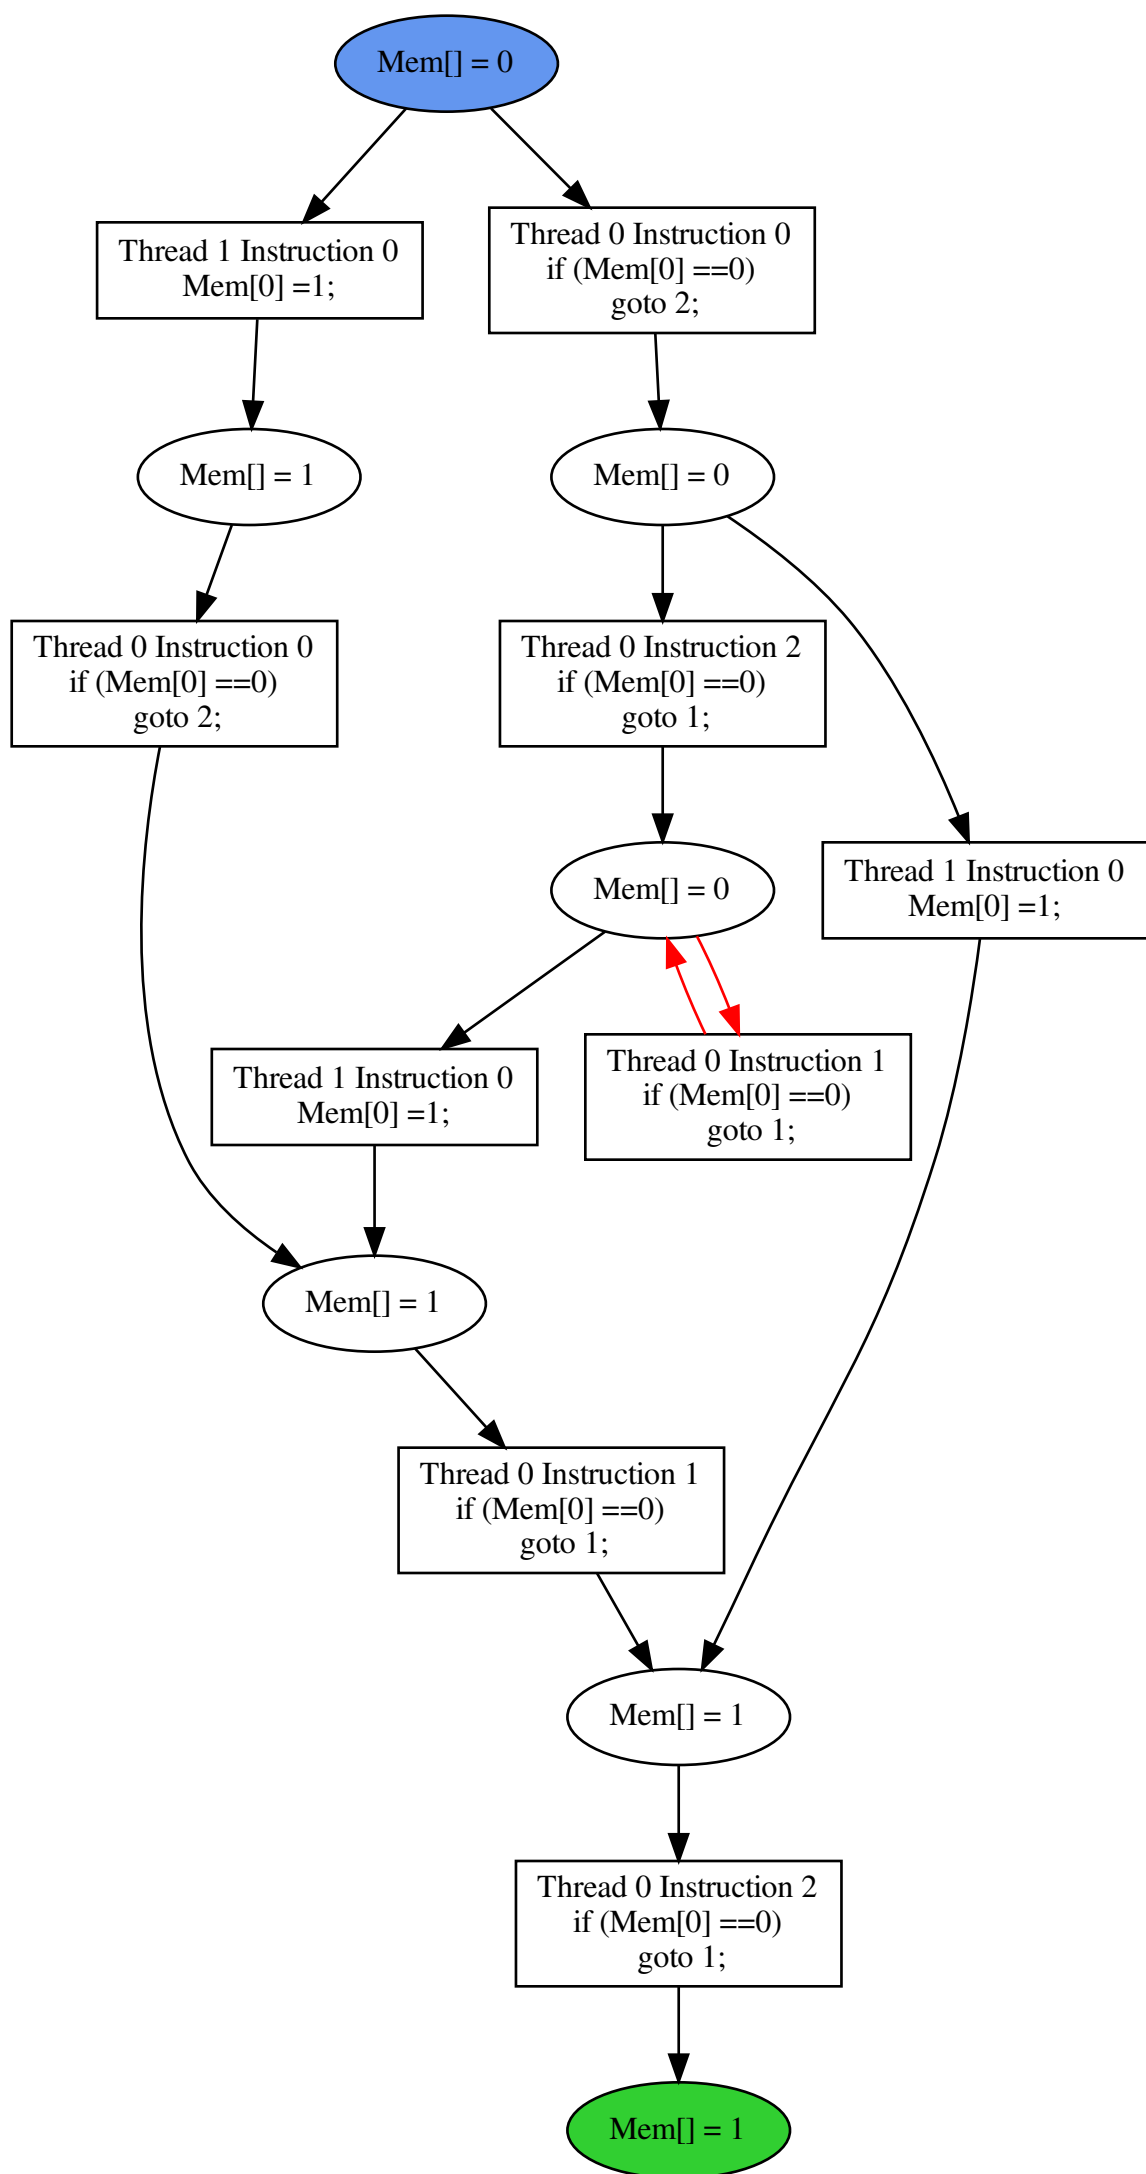 Mem[] = 0
Thread 1 Instruction 0
Mem[0] =1;
Thread 0 Instruction 0
if (Mem[0] ==0)
goto 2;
Mem[] = 1
Mem[] = 0
Thread 0 Instruction 0
if (Mem[0] ==0)
goto 2;
Thread 0 Instruction 2
if (Mem[0] ==0)
goto 1;
Mem[] = 0
Thread 1 Instruction 0
Mem[0] =1;
Thread 1 Instruction 0
Mem[0] =1;
Thread 0 Instruction 1
if (Mem[0] ==0)
goto 1;
Mem[] = 1
Thread 0 Instruction 1
if (Mem[0] ==0)
goto 1;
Mem[] = 1
Thread 0 Instruction 2
if (Mem[0] ==0)
goto 1;
Mem[] = 1